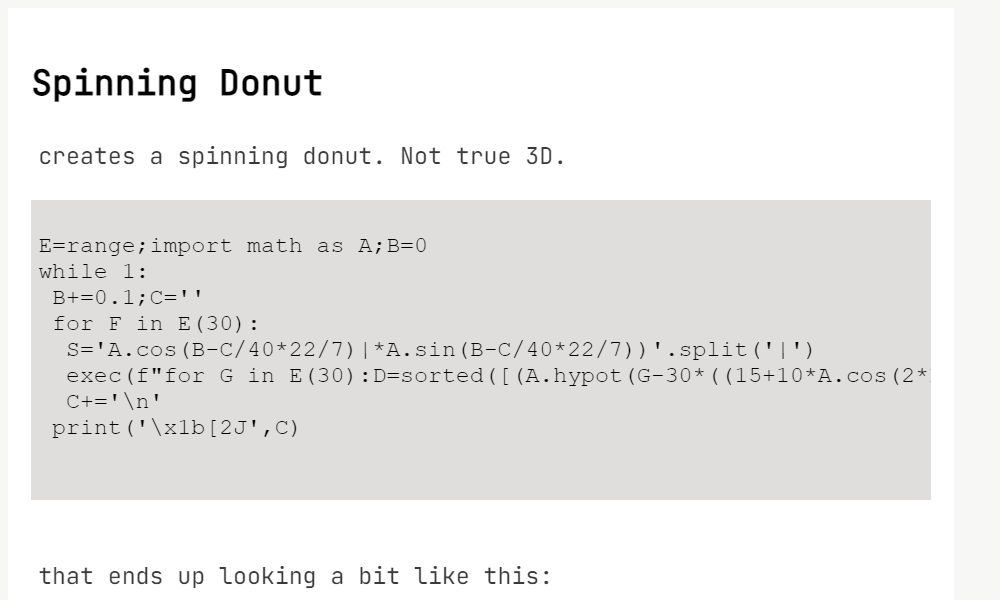 Spinning Donut
creates a spinning donut. Not true 3D.
E=range;import math as A;B=0
while 1:
 B+=0.1;C=''
 for F in E(30):
  S='A.cos(B-C/40*22/7)|*A.sin(B-C/40*22/7))'.split('|')
  exec(f"for G in E(30):D=sorted([(A.hypot(G-30*((15+10*A.cos(2*
  C+='\n'
 print('\x1b[2J',C)
that ends up looking a bit like this: